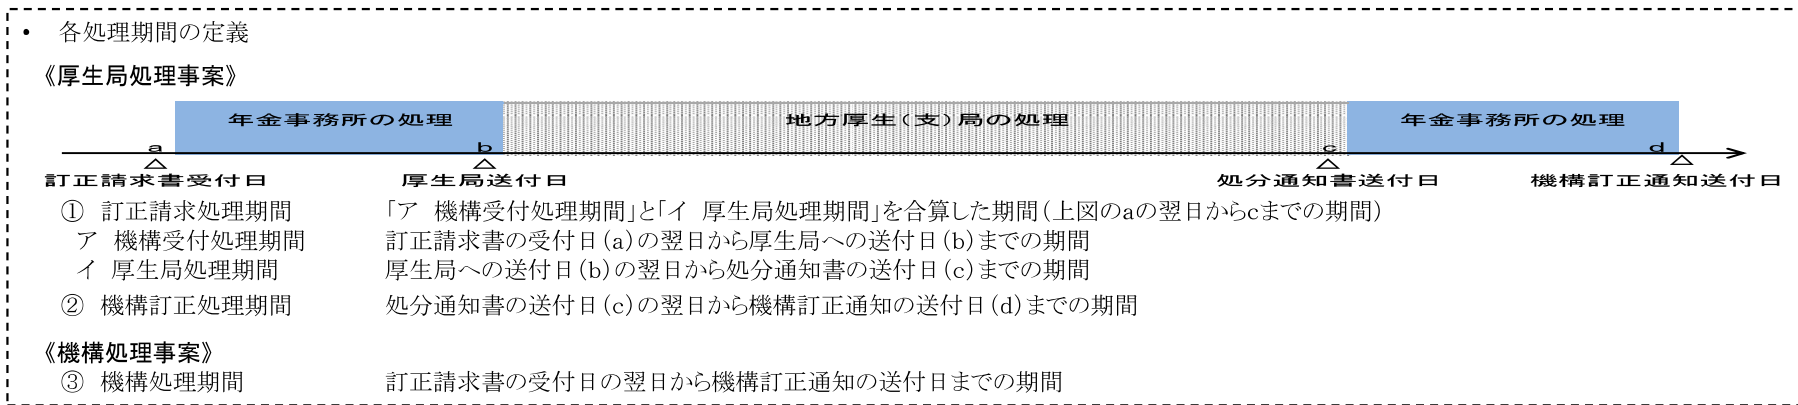 • 各処理期間の定義
《厚生局処理事案》
年金事務所の処理 地方厚生(支)局の処理 年金事務所の処理
a b c d
訂正請求書受付日 厚生局送付日 処分通知書送付日 機構訂正通知送付日
① 訂正請求処理期間 「ア 機構受付処理期間」と「イ 厚生局処理期間」を合算した期間(上図のaの翌日からcまでの期間)
ア 機構受付処理期間 訂正請求書の受付日(a)の翌日から厚生局への送付日(b)までの期間
イ 厚生局処理期間 厚生局への送付日(b)の翌日から処分通知書の送付日(c)までの期間
② 機構訂正処理期間 処分通知書の送付日(c)の翌日から機構訂正通知の送付日(d)までの期間
《機構処理事案》
③ 機構処理期間 訂正請求書の受付日の翌日から機構訂正通知の送付日までの期間